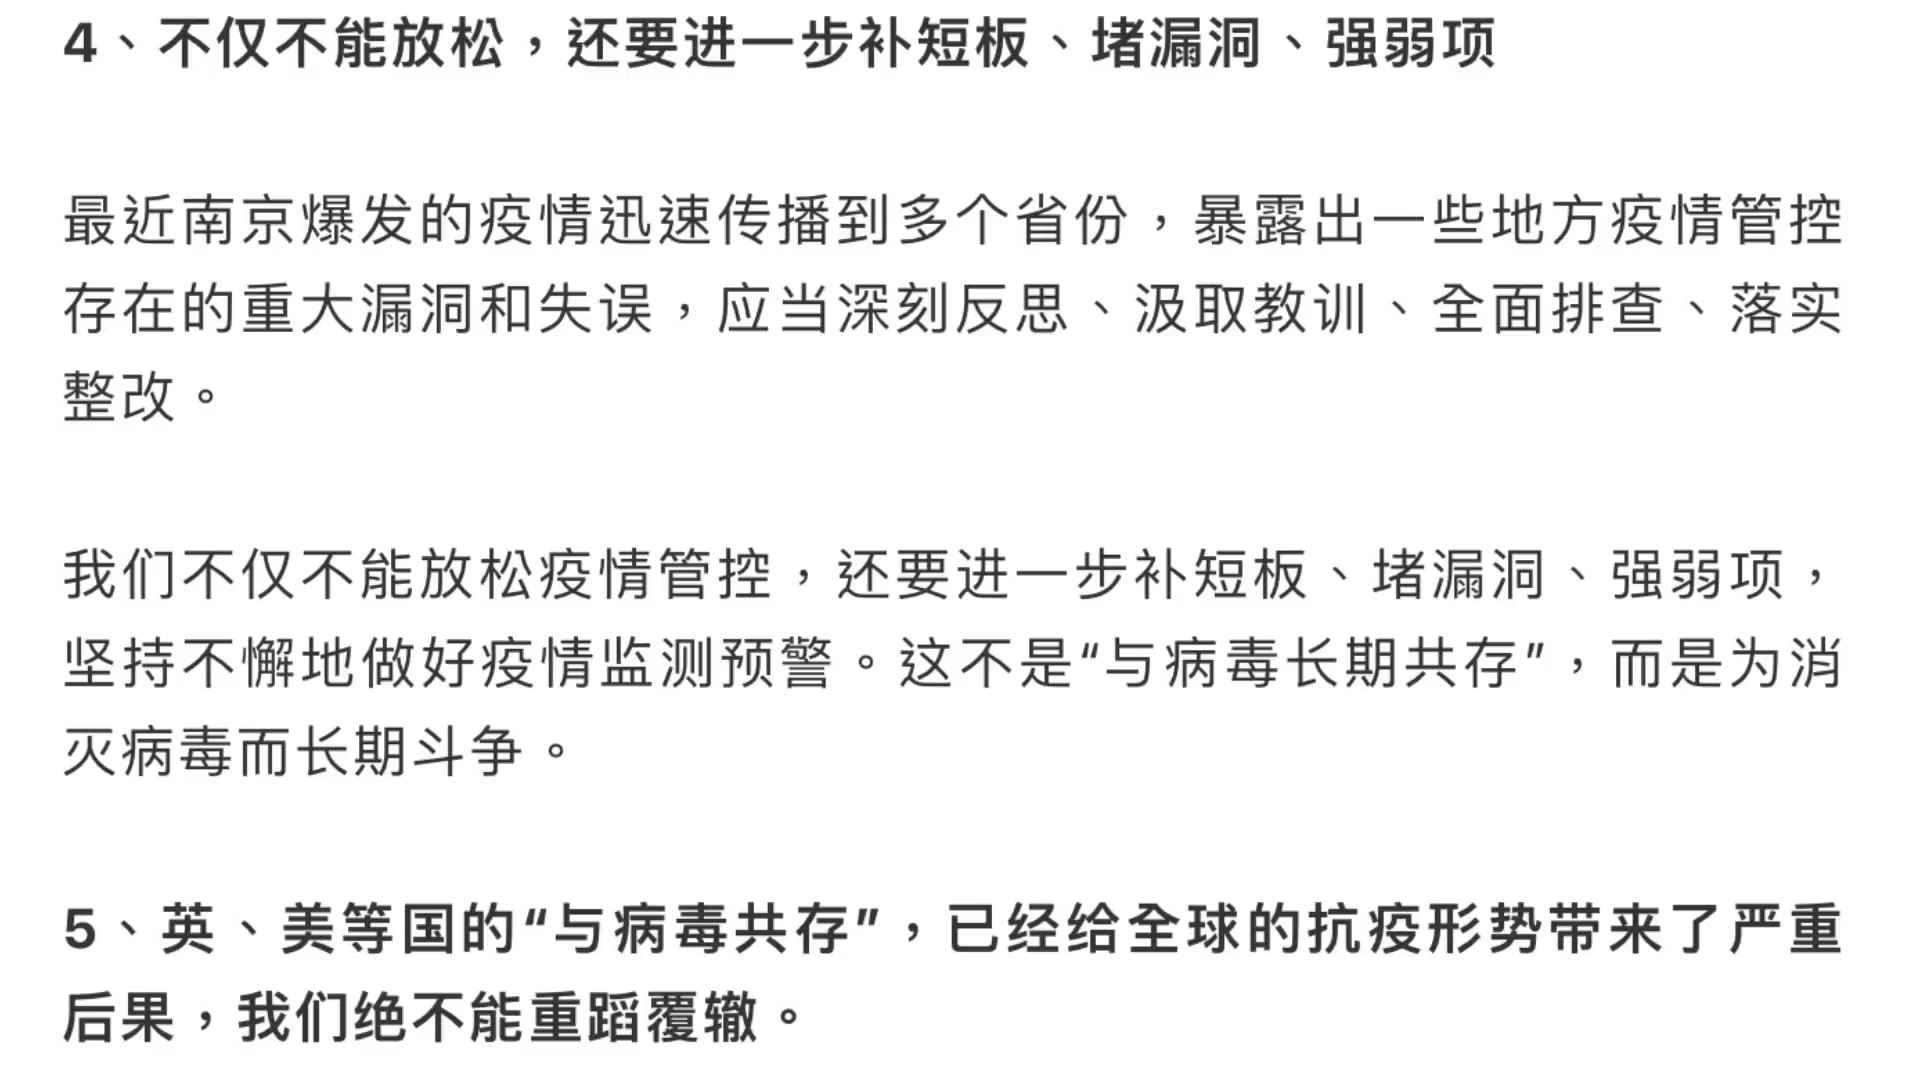 4、不仅不能放松，还要进一步补短板、堵漏洞、强弱项
最近南京爆发的疫情迅速传播到多个省份，暴露出一些地方疫情管控
存在的重大漏洞和失误，应当深刻反思、汲取教训、全面排查、落实
整改。
我们不仅不能放松疫情管控，还要进一步补短板、堵漏洞、强弱项，
坚持不懈地做好疫情监测预警。这不是“与病毒长期共存”，而是为消
灭病毒而长期斗争。
5、英、美等国的“与病毒共存”，已经给全球的抗疫形势带来了严重
后果，我们绝不能重蹈覆辙。